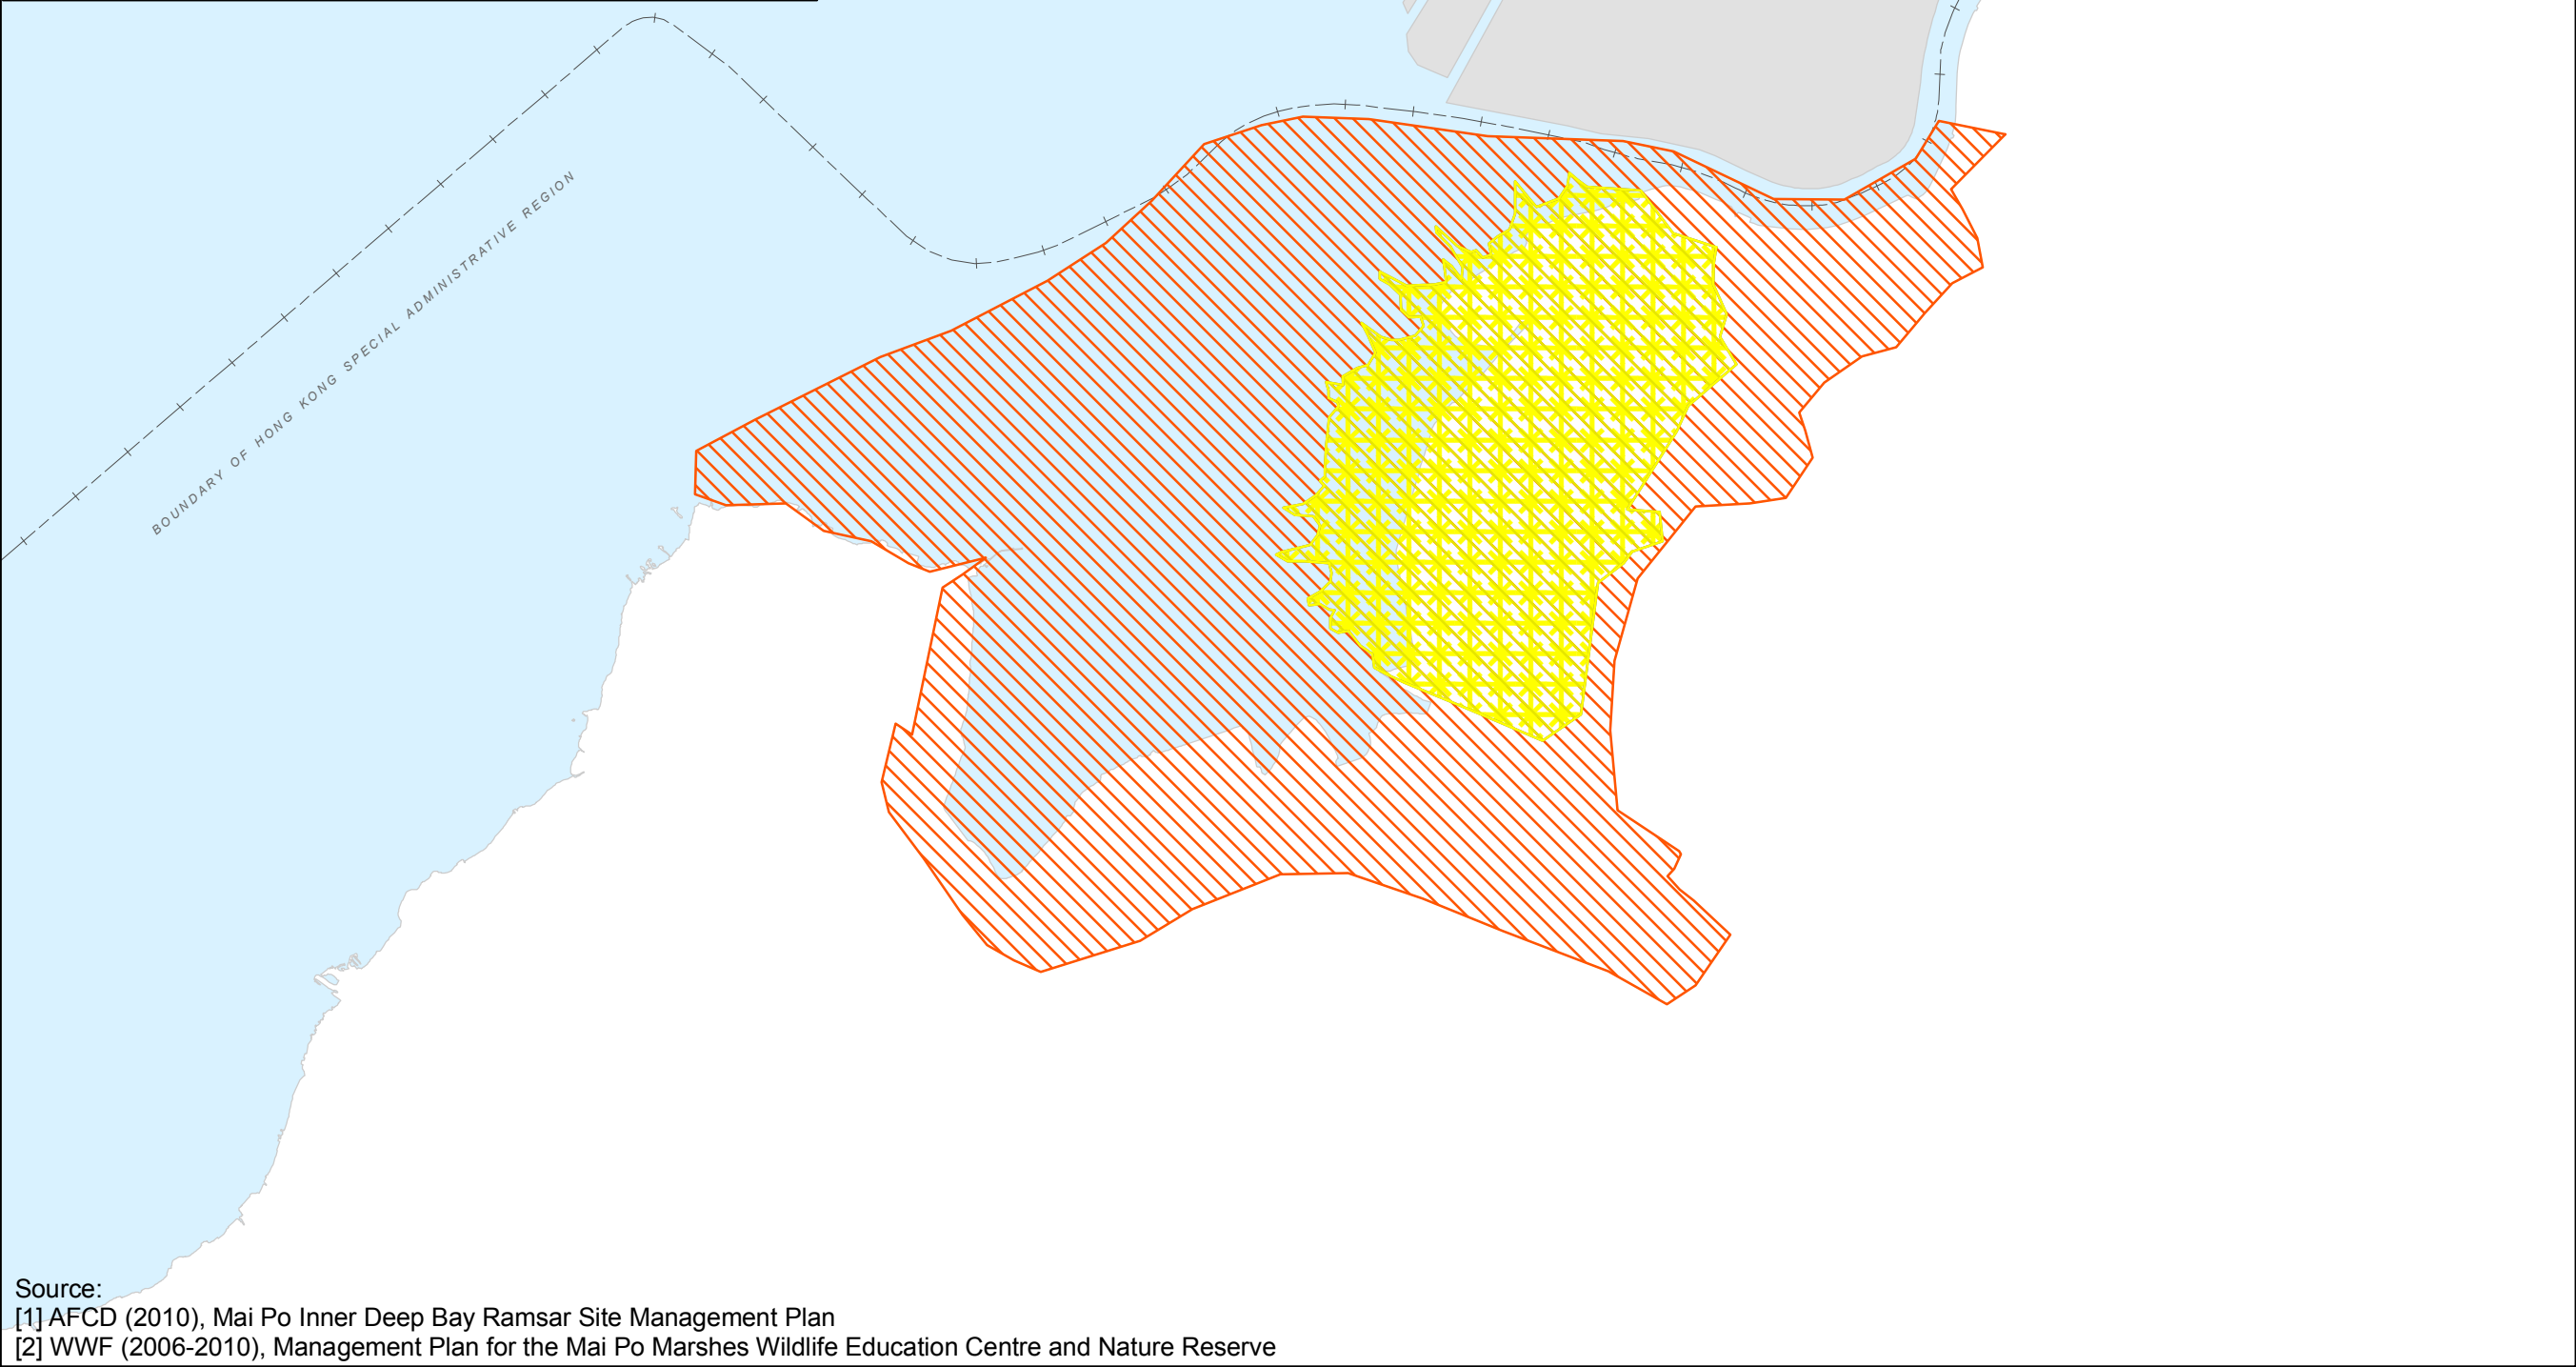 BOUNDARY OF HONG KONG SPECIAL ADMINISTRATIVE REGION
Source:
[1] AFCD (2010), Mai Po Inner Deep Bay Ramsar Site Management Plan
[2] WWF (2006-2010), Management Plan for the Mai Po Marshes Wildlife Education Centre and Nature Reserve